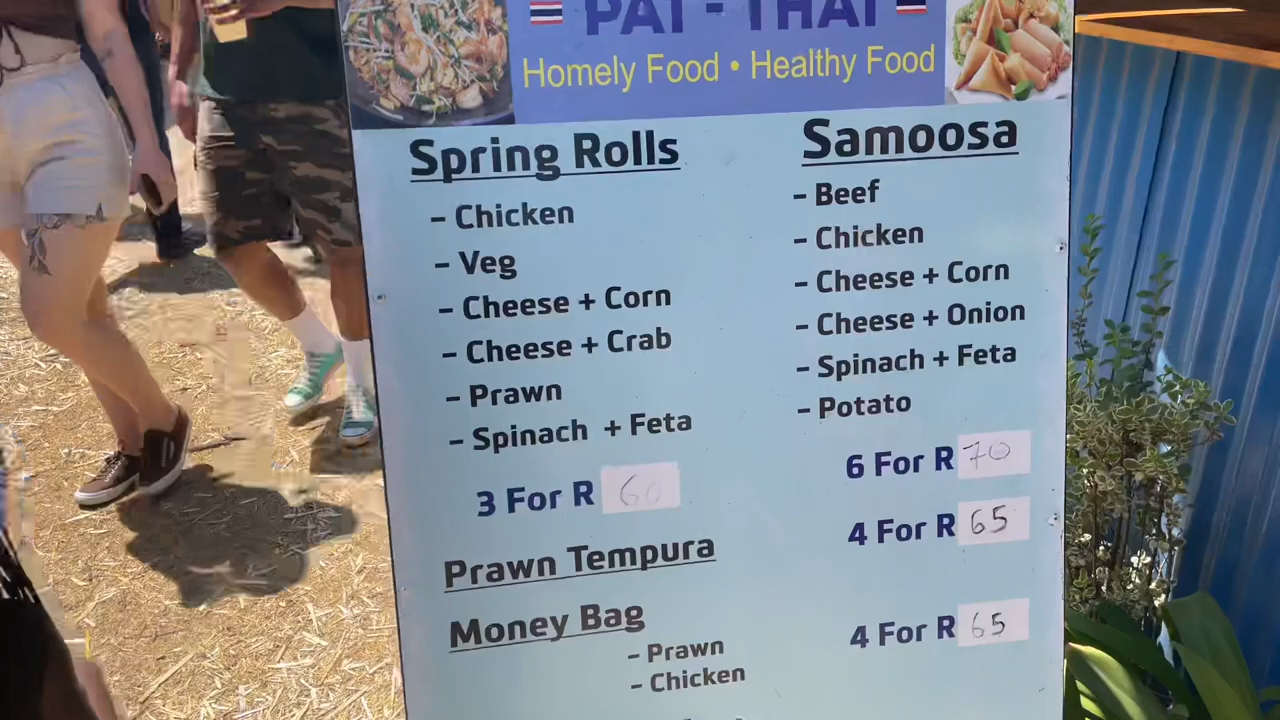 PAI - THAI
Homely Food • Healthy Food
Spring Rolls
- Chicken
- Veg
- Cheese + Corn
- Cheese + Crab
- Prawn
- Spinach + Feta
3 For R 60
Samoosa
- Beef
- Chicken
- Cheese + Corn
- Cheese + Onion
- Spinach + Feta
- Potato
6 For R 70
Prawn Tempura
4 For R 65
Money Bag
- Prawn
- Chicken
4 For R 65